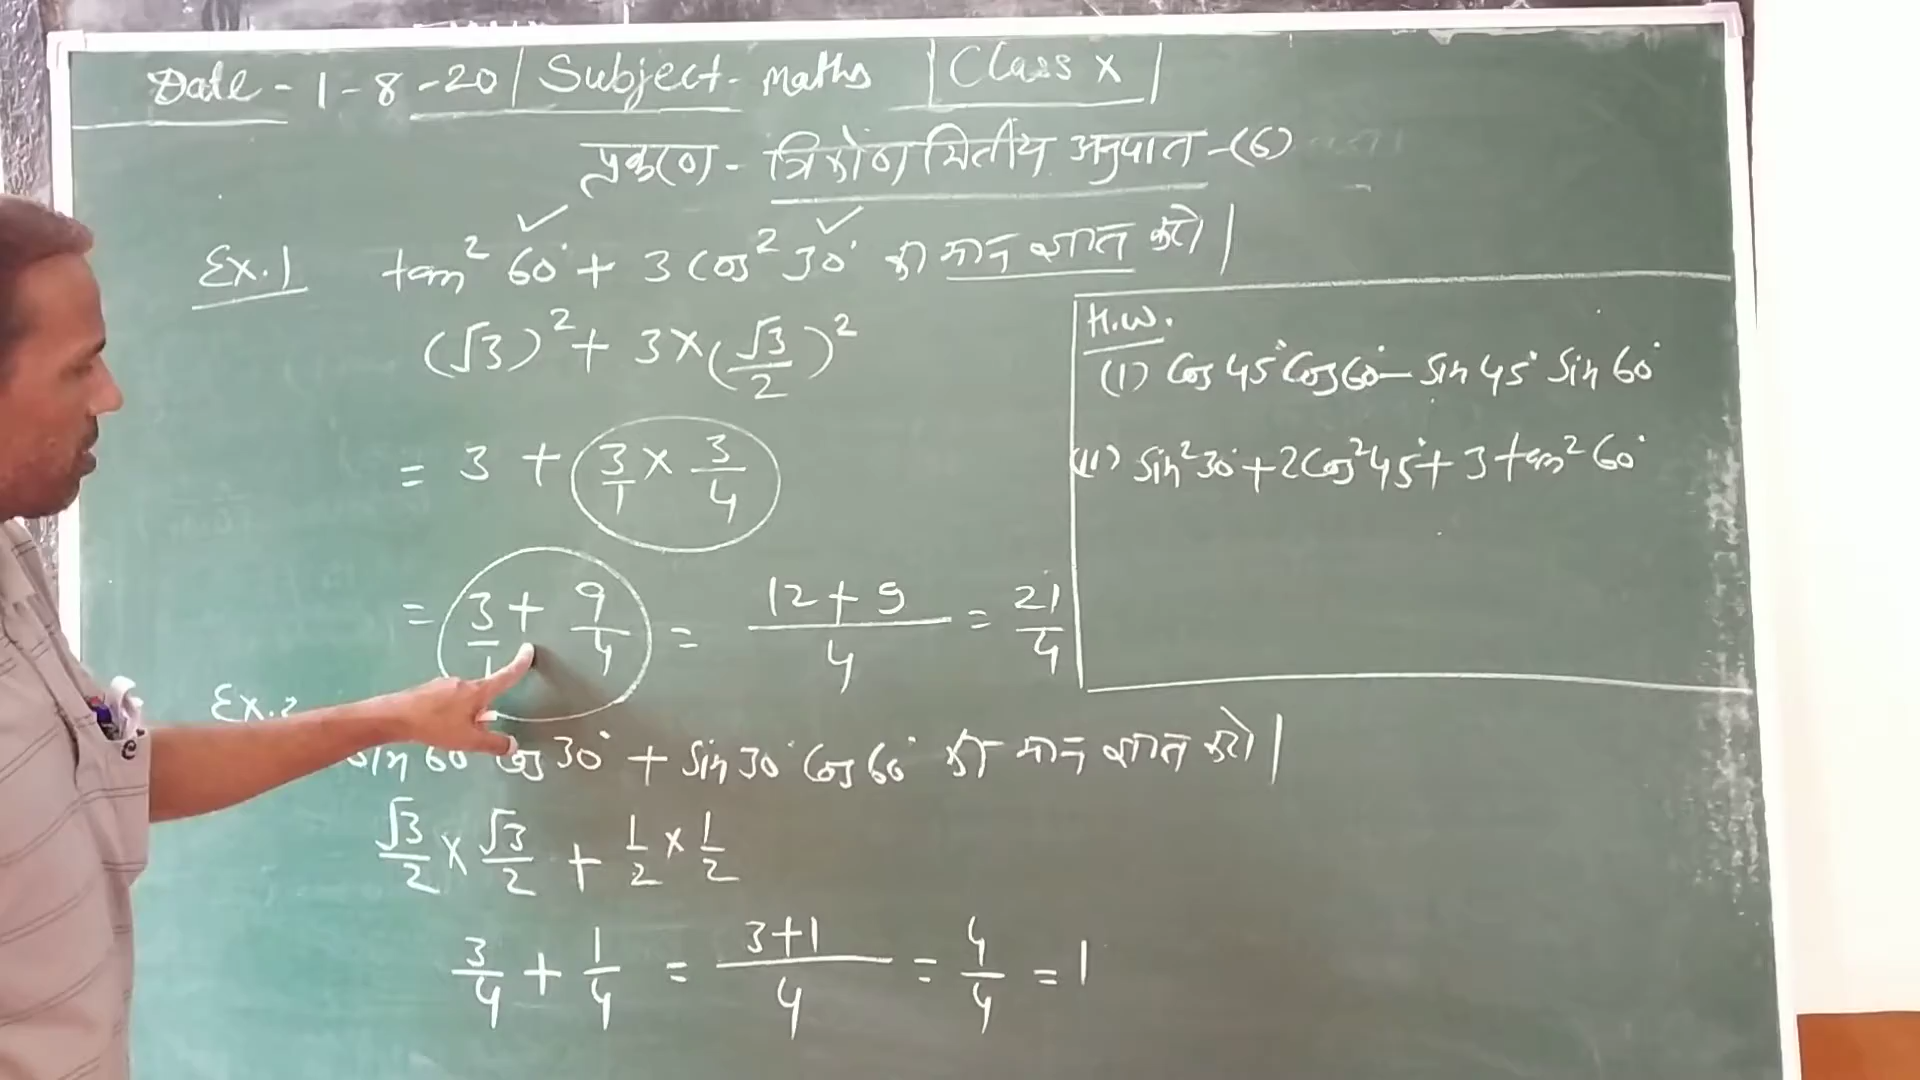 Date - 1 - 8 - 20 | Subject - maths | Class X |
प्रकरण - त्रिकोणमितीय अनुपात - (6)
Ex.1 tan² 60° + 3 cos² 30° का मान ज्ञात करो |
(√3)² + 3 × (√3/2)²
= 3 + 3/1 × 3/4
= 3/1 + 9/4 = 12 + 9/4 = 21/4
H.W.
(i) Cos 45° Cos 60° - Sin 45° Sin 60°
(ii) Sin² 30° + 2 Cos² 45° + 3 tan² 60°
Ex.2
Sin 60° Cos 30° + Sin 30° Cos 60° का मान ज्ञात करो |
√3/2 × √3/2 + 1/2 × 1/2
3/4 + 1/4 = 3+1/4 = 4/4 = 1